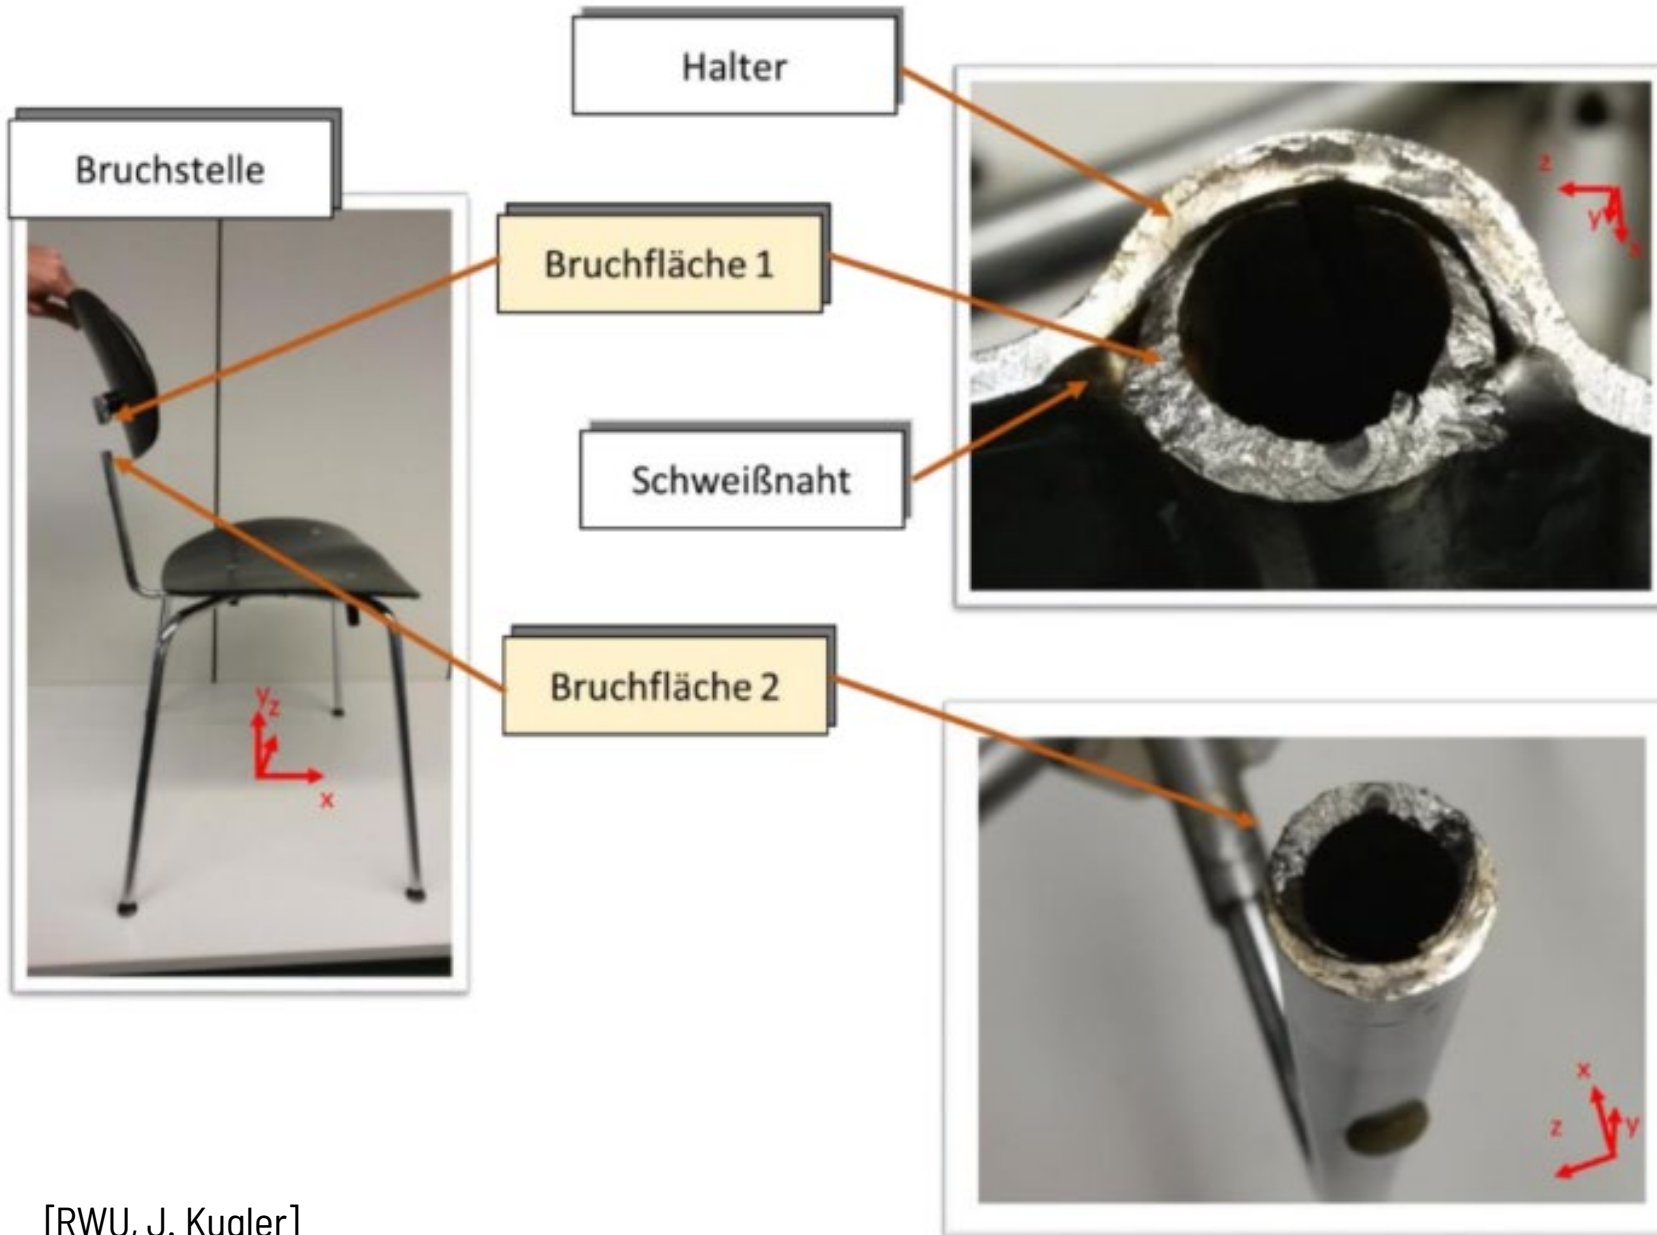 Halter
Bruchstelle
Bruchfläche 1
Schweißnaht
Bruchfläche 2
z
y
x
y
z
x
x
z
y
[RWU, J. Kugler]